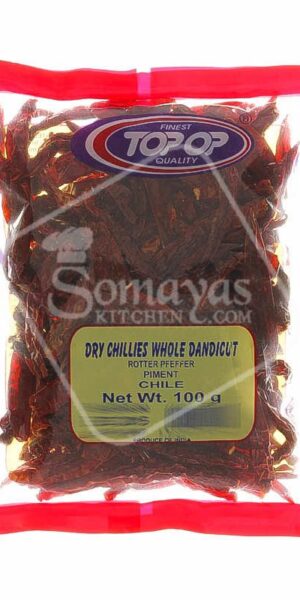 FINEST
TOP-OP
®
QUALITY
Somayas
KITCHEN.COM
DRY CHILLIES WHOLE DANDICUT
ROTTER PFEFFER
PIMENT
CHILE
Net Wt. 100 g
PRODUCE OF INDIA